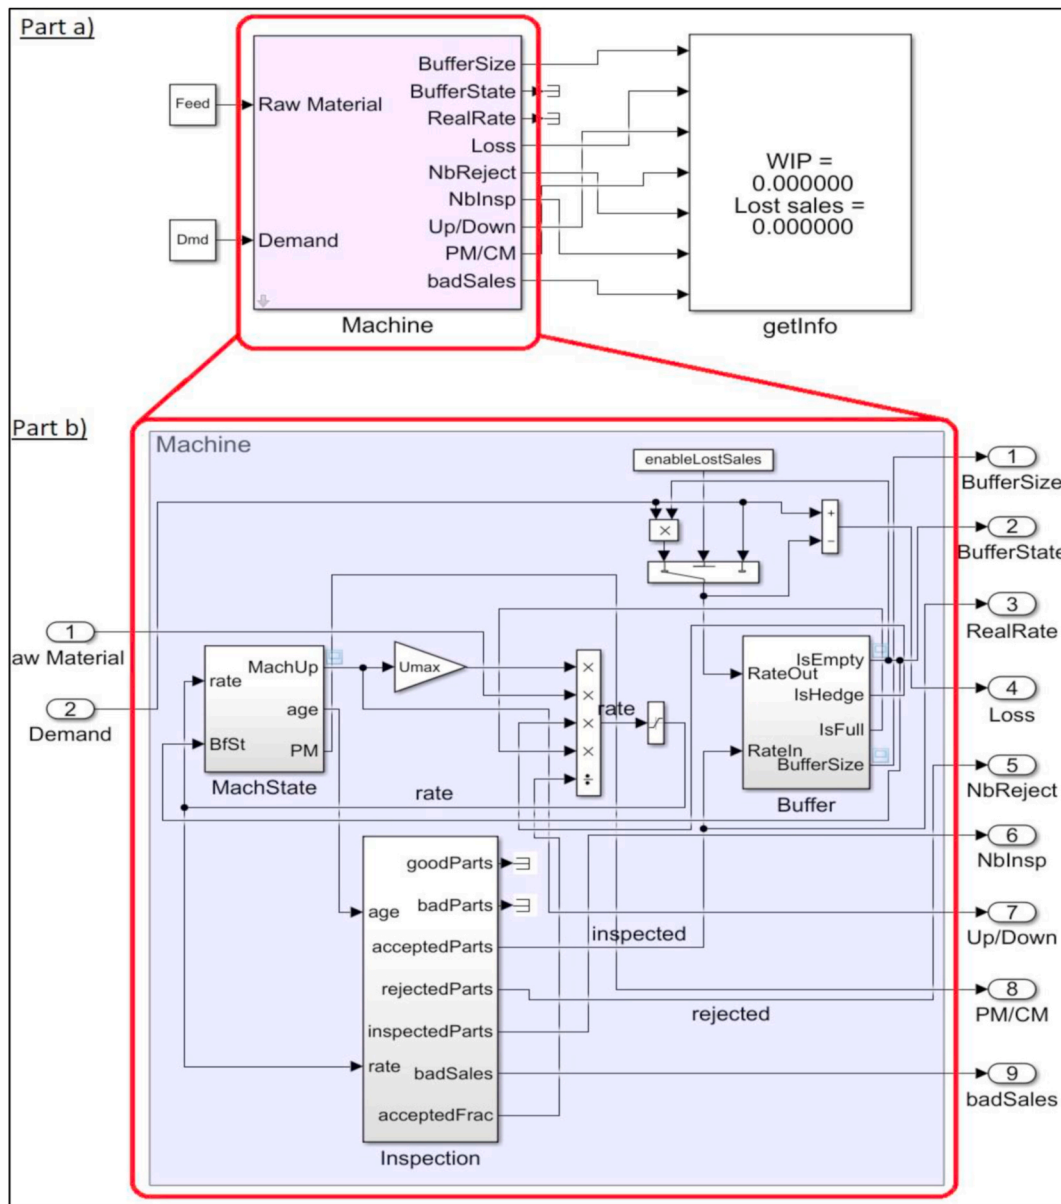 Part a)
Feed
Dmd
Raw Material
Demand
BufferSize
BufferState
RealRate
Loss
NbReject
NbInsp
Up/Down
PM/CM
badSales
Machine
WIP =
0.000000
Lost sales =
0.000000
getInfo
Part b)
Machine
enableLostSales
×
+
−
1
aw Material
2
Demand
rate
BfSt
MachUp
age
PM
MachState
Umax
×
×
×
×
÷
rate
rate
RateOut
RateIn
IsEmpty
IsHedge
IsFull
BufferSize
Buffer
age
rate
goodParts
badParts
acceptedParts
rejectedParts
inspectedParts
badSales
acceptedFrac
Inspection
inspected
rejected
1
BufferSize
2
BufferState
3
RealRate
4
Loss
5
NbReject
6
NbInsp
7
Up/Down
8
PM/CM
9
badSales